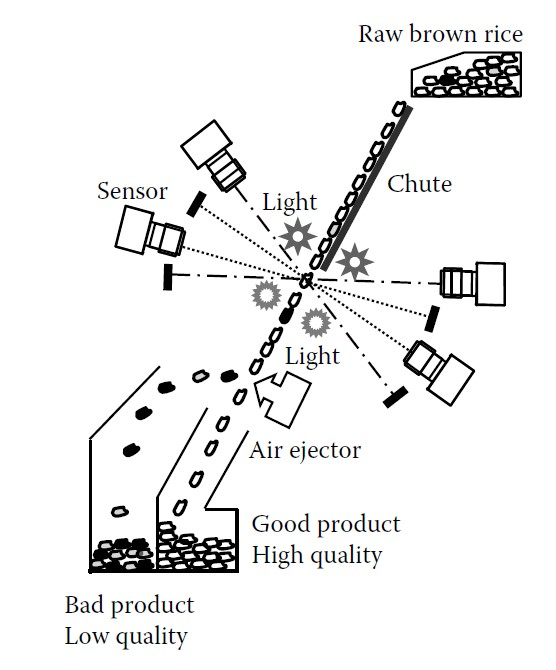 Raw brown rice
Chute
Sensor
Light
Light
Air ejector
Good product
High quality
Bad product
Low quality